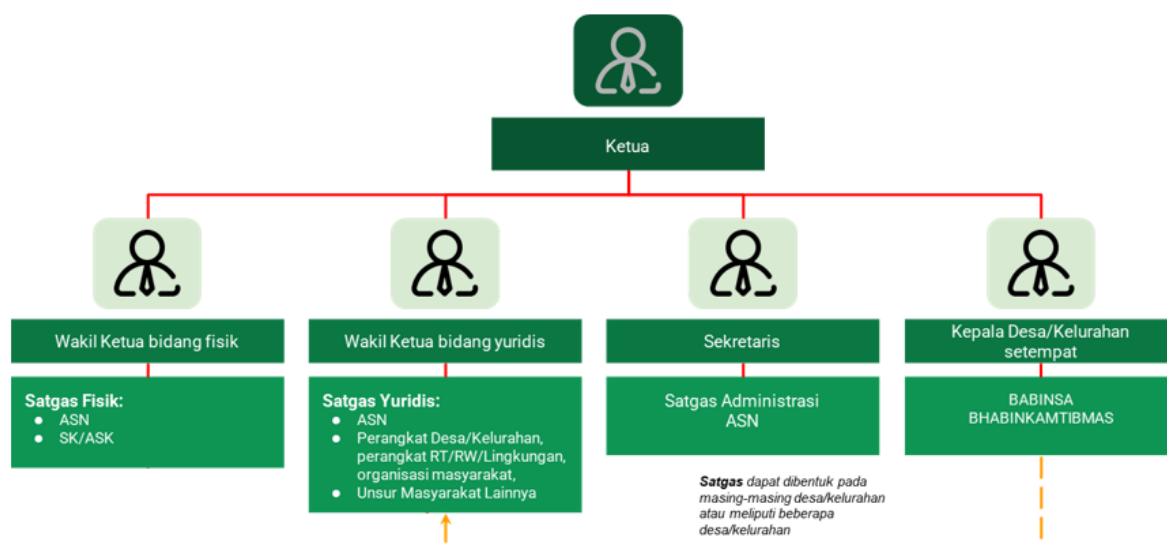 Ketua
Wakil Ketua bidang fisik
Wakil Ketua bidang yuridis
Sekretaris
Kepala Desa/Kelurahan
setempat
Satgas Fisik:
● ASN
● SK/ASK
Satgas Yuridis:
● ASN
● Perangkat Desa/Kelurahan,
perangkat RT/RW/Lingkungan,
organisasi masyarakat,
● Unsur Masyarakat Lainnya
Satgas Administrasi
ASN
BABINSA
BHABINKAMTIBMAS
Satgas dapat dibentuk pada
masing-masing desa/kelurahan
atau meliputi beberapa
desa/kelurahan